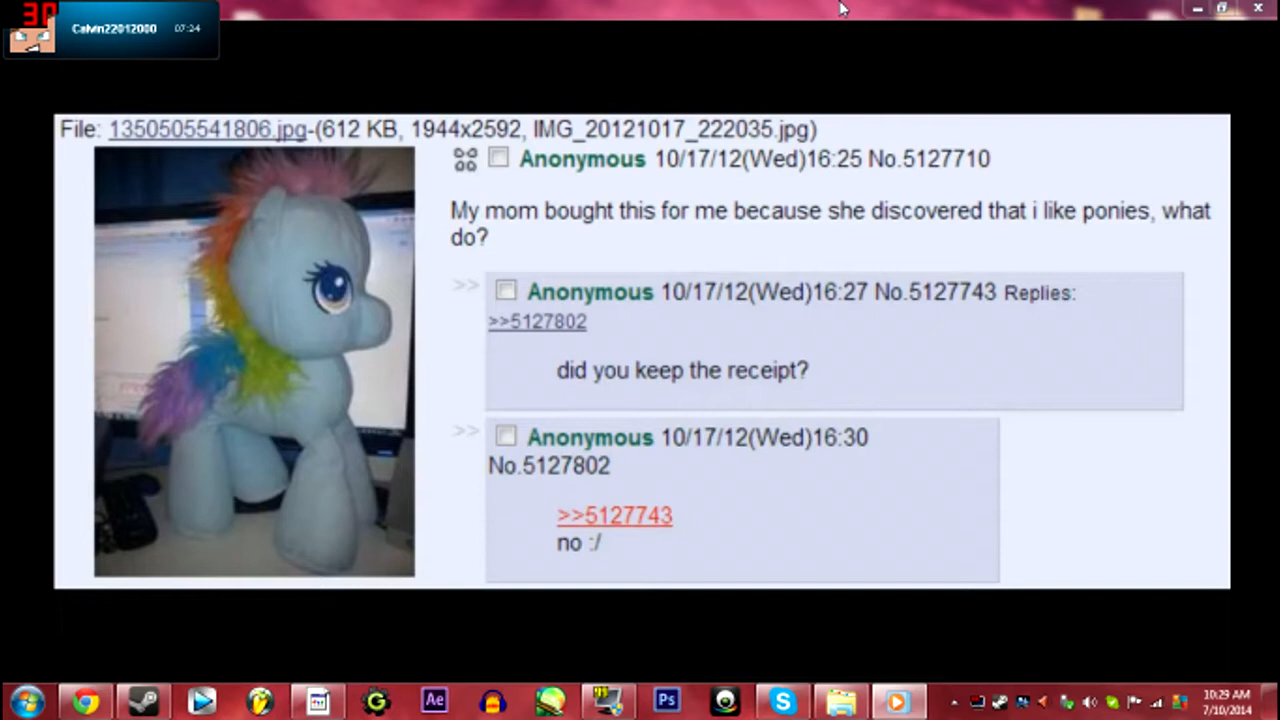 30
Calvin22012000 07:24
File: 1350505541806.jpg-(612 KB, 1944x2592, IMG_20121017_222035.jpg)
Anonymous 10/17/12(Wed)16:25 No.5127710
My mom bought this for me because she discovered that i like ponies, what
do?
>> Anonymous 10/17/12(Wed)16:27 No.5127743 Replies:
>>5127802
did you keep the receipt?
>> Anonymous 10/17/12(Wed)16:30
No.5127802
>>5127743
no :/
Ae
Ps
S
10:29 AM
7/10/2014